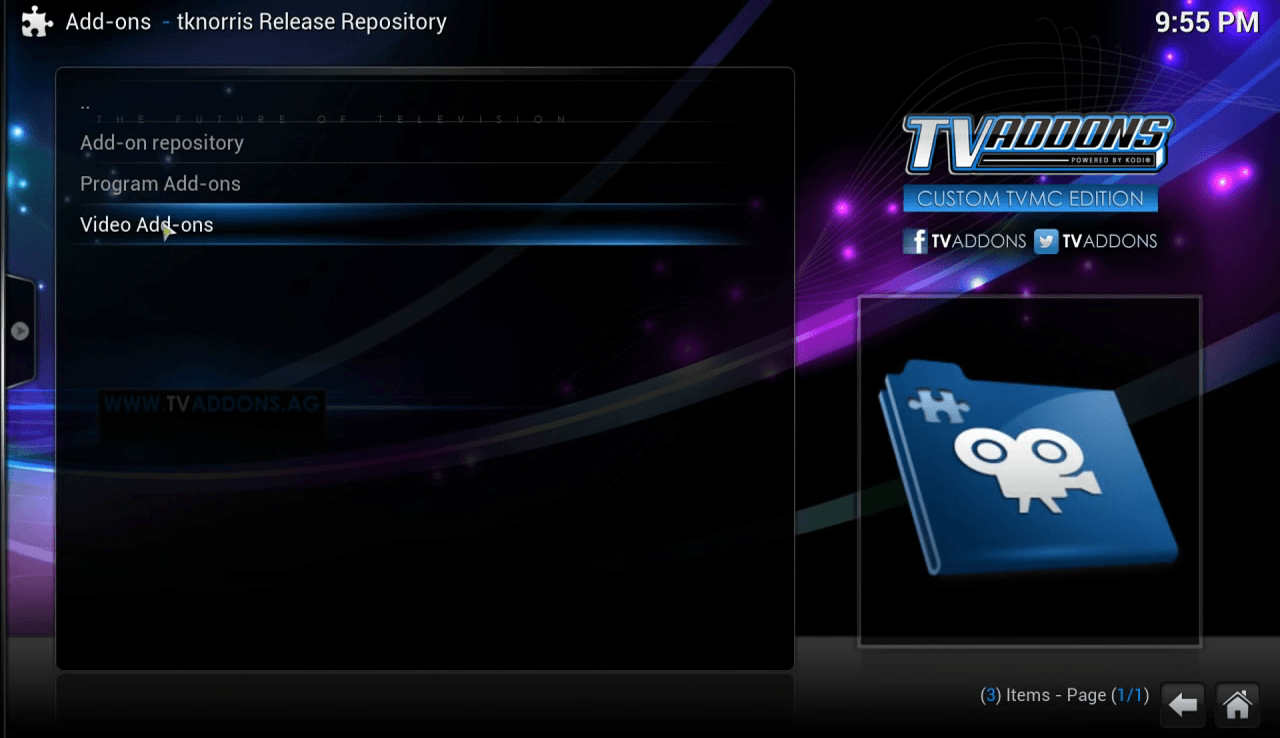 Add-ons - tknorris Release Repository
9:55 PM
..
THE FUTURE OF TELEVISION
Add-on repository
Program Add-ons
Video Add-ons
WWW.TVADDONS.AG
TVADDONS
POWERED BY KODI®
CUSTOM TVMC EDITION
f TVADDONS TVADDONS
(3) Items - Page (1/1)